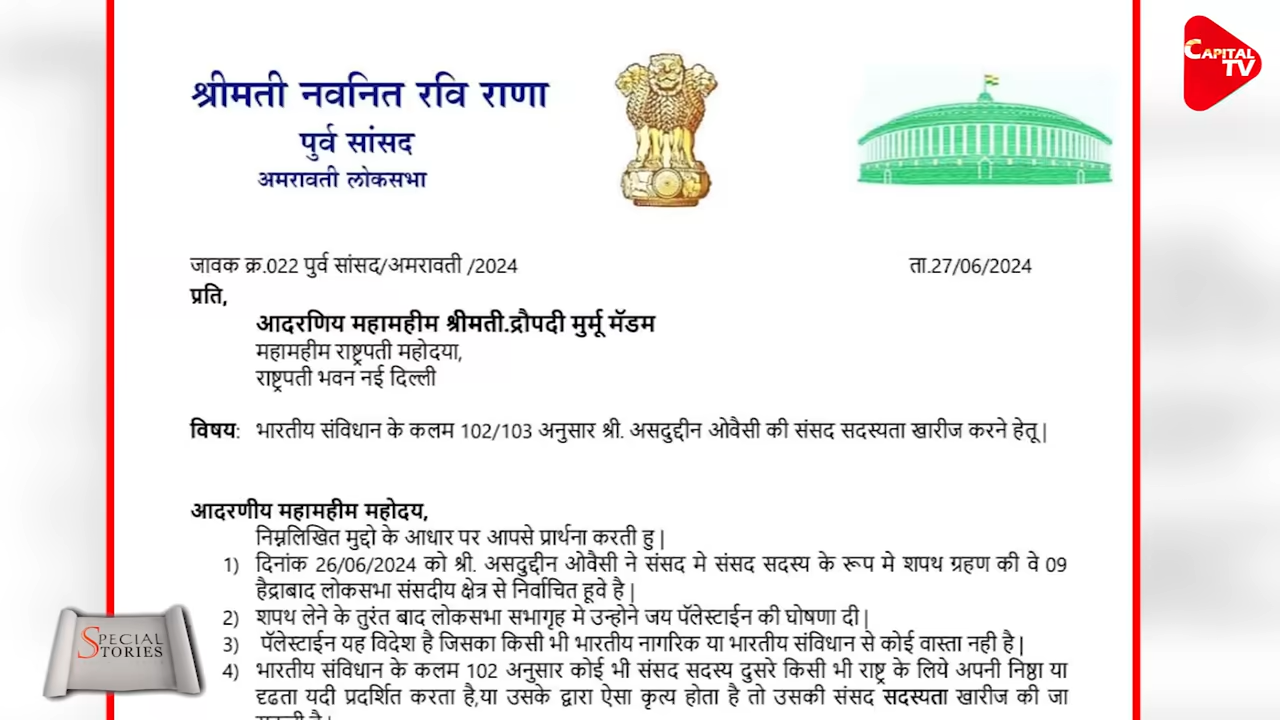 CAPITAL
TV
श्रीमती नवनित रवि राणा
पुर्व सांसद
अमरावती लोकसभा
जावक क्र.022 पुर्व सांसद/अमरावती /2024
ता.27/06/2024
प्रति,
आदरणिय महामहीम श्रीमती.द्रौपदी मुर्मू मॅडम
महामहीम राष्ट्रपती महोदया,
राष्ट्रपती भवन नई दिल्ली
विषय: भारतीय संविधान के कलम 102/103 अनुसार श्री. असदुद्दीन ओवैसी की संसद सदस्यता खारीज करने हेतू |
आदरणीय महामहीम महोदय,
निम्नलिखित मुद्दो के आधार पर आपसे प्रार्थना करती हु |
1) दिनांक 26/06/2024 को श्री. असदुद्दीन ओवैसी ने संसद मे संसद सदस्य के रूप मे शपथ ग्रहण की वे 09
हैद्राबाद लोकसभा संसदीय क्षेत्र से निर्वाचित हूवे है |
2) शपथ लेने के तुरंत बाद लोकसभा सभागृह मे उन्होने जय पॅलेस्टाईन की घोषणा दी |
3) पॅलेस्टाईन यह विदेश है जिसका किसी भी भारतीय नागरिक या भारतीय संविधान से कोई वास्ता नही है |
4) भारतीय संविधान के कलम 102 अनुसार कोई भी संसद सदस्य दुसरे किसी भी राष्ट्र के लिये अपनी निष्ठा या
दृढता यदी प्रदर्शित करता है,या उसके द्वारा ऐसा कृत्य होता है तो उसकी संसद सदस्यता खारीज की जा
SPECIAL
STORIES